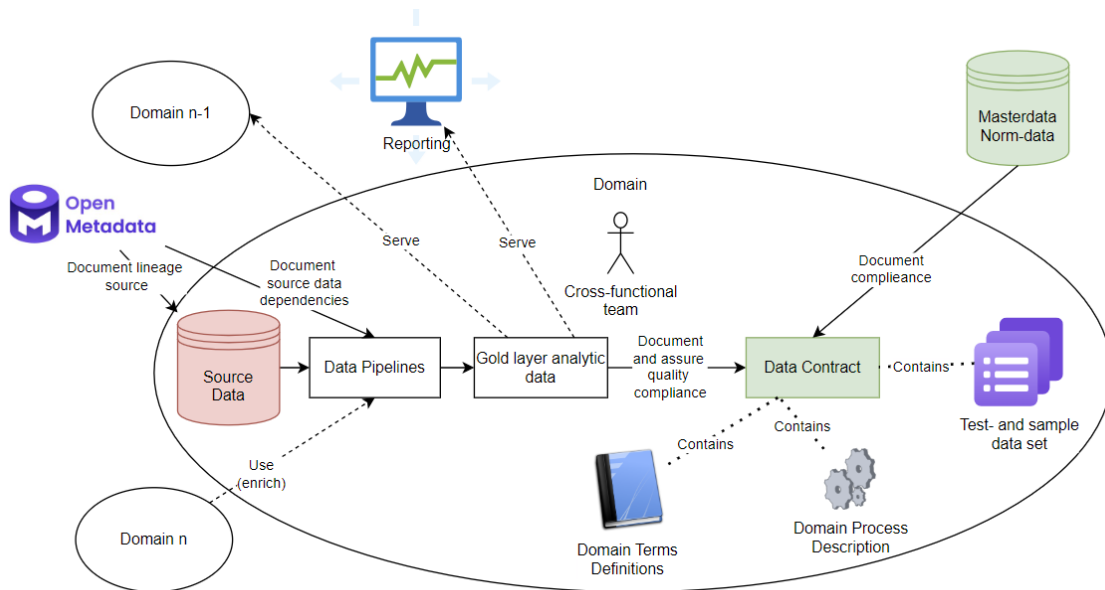 Domain n-1
Reporting
Masterdata
Norm-data
Domain
Open
Metadata
Serve
Serve
Document lineage
source
Document
source data
dependencies
Cross-functional
team
Document
complieance
Source
Data
Data Pipelines
Gold layer analytic
data
Document
and assure
quality
compliance
Data Contract
Contains
Test- and sample
data set
Contains
Contains
Use
(enrich)
Domain n
Domain Terms
Definitions
Domain Process
Description